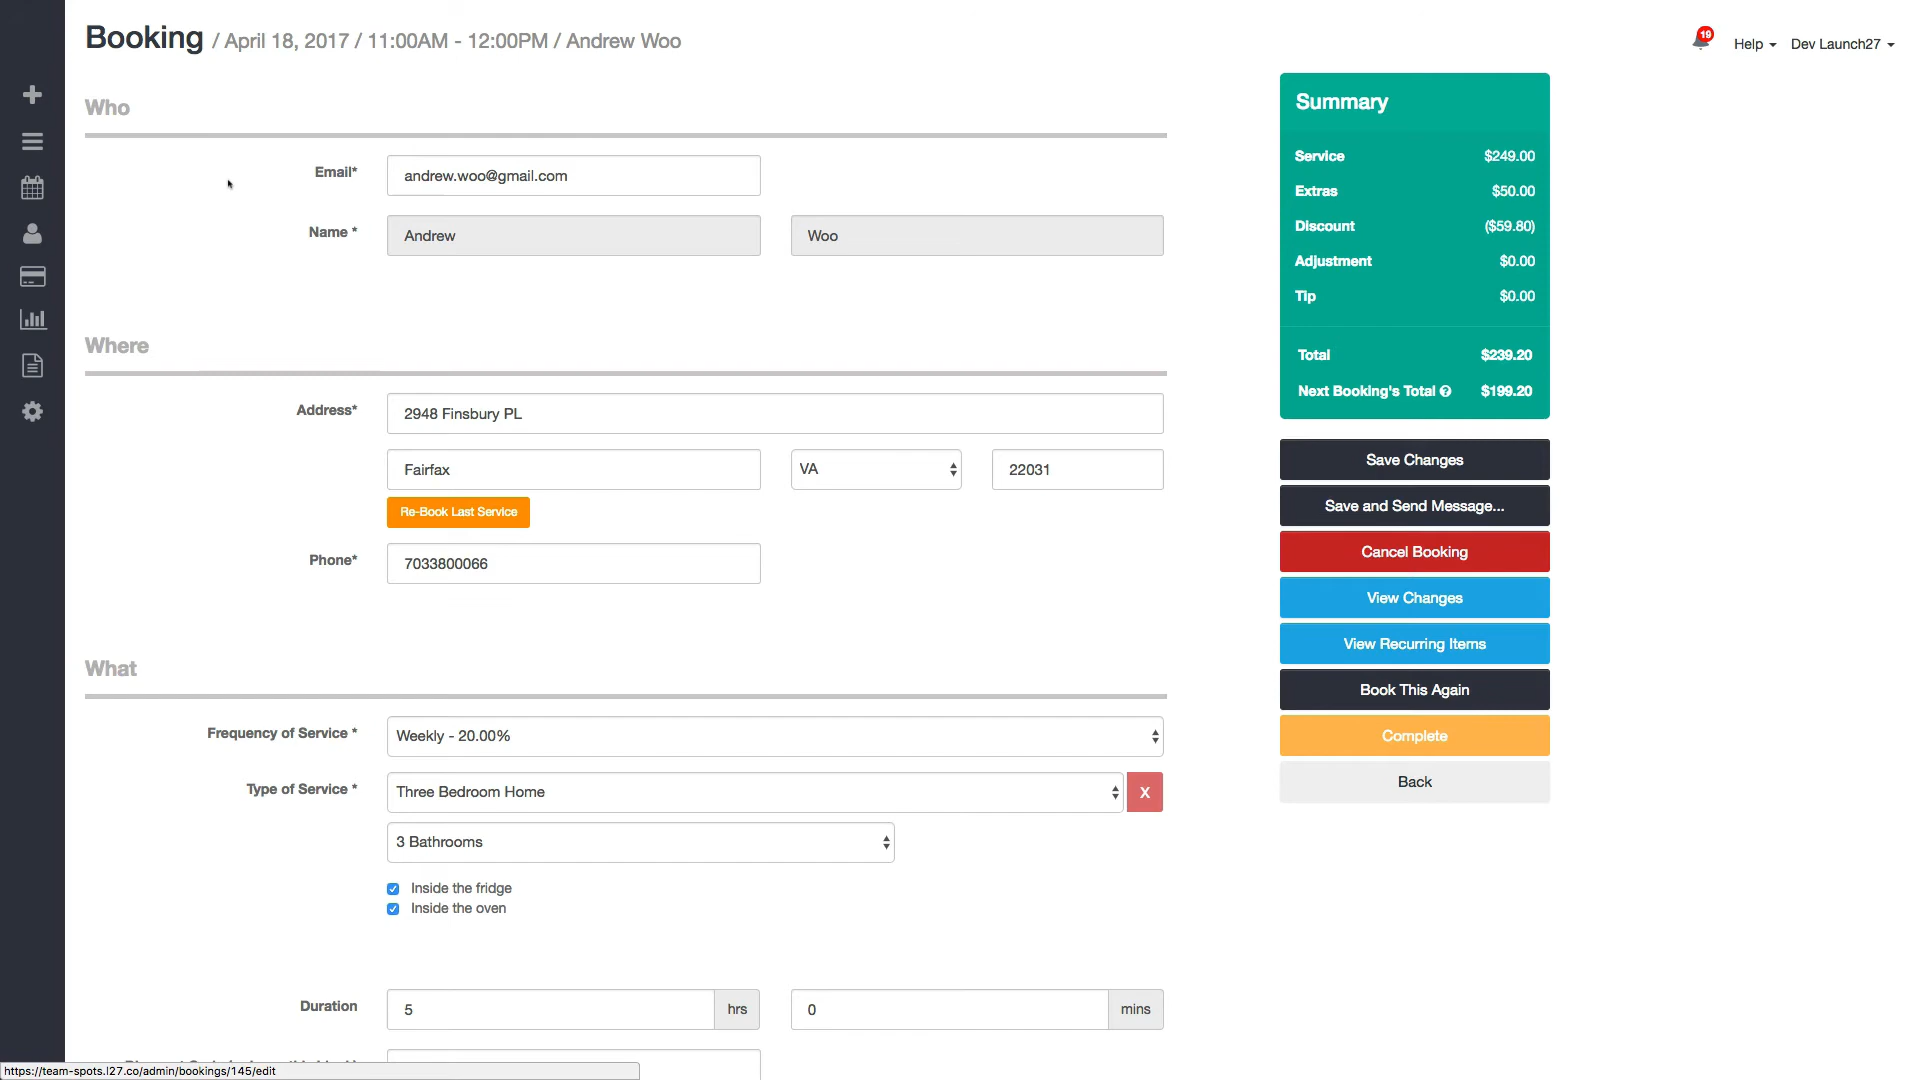 Booking / April 18, 2017 / 11:00AM - 12:00PM / Andrew Woo
19
Help
Dev Launch27
Who
Email*
andrew.woo@gmail.com
Name *
Andrew
Woo
Where
Address*
2948 Finsbury PL
Fairfax
VA
22031
Re-Book Last Service
Phone*
7033800066
What
Frequency of Service *
Weekly - 20.00%
Type of Service *
Three Bedroom Home
X
3 Bathrooms
Inside the fridge
Inside the oven
Duration
5
hrs
0
mins
https://team-spots.l27.co/admin/bookings/145/edit
Summary
Service $249.00
Extras $50.00
Discount ($59.80)
Adjustment $0.00
Tip $0.00
Total $239.20
Next Booking's Total $199.20
Save Changes
Save and Send Message...
Cancel Booking
View Changes
View Recurring Items
Book This Again
Complete
Back